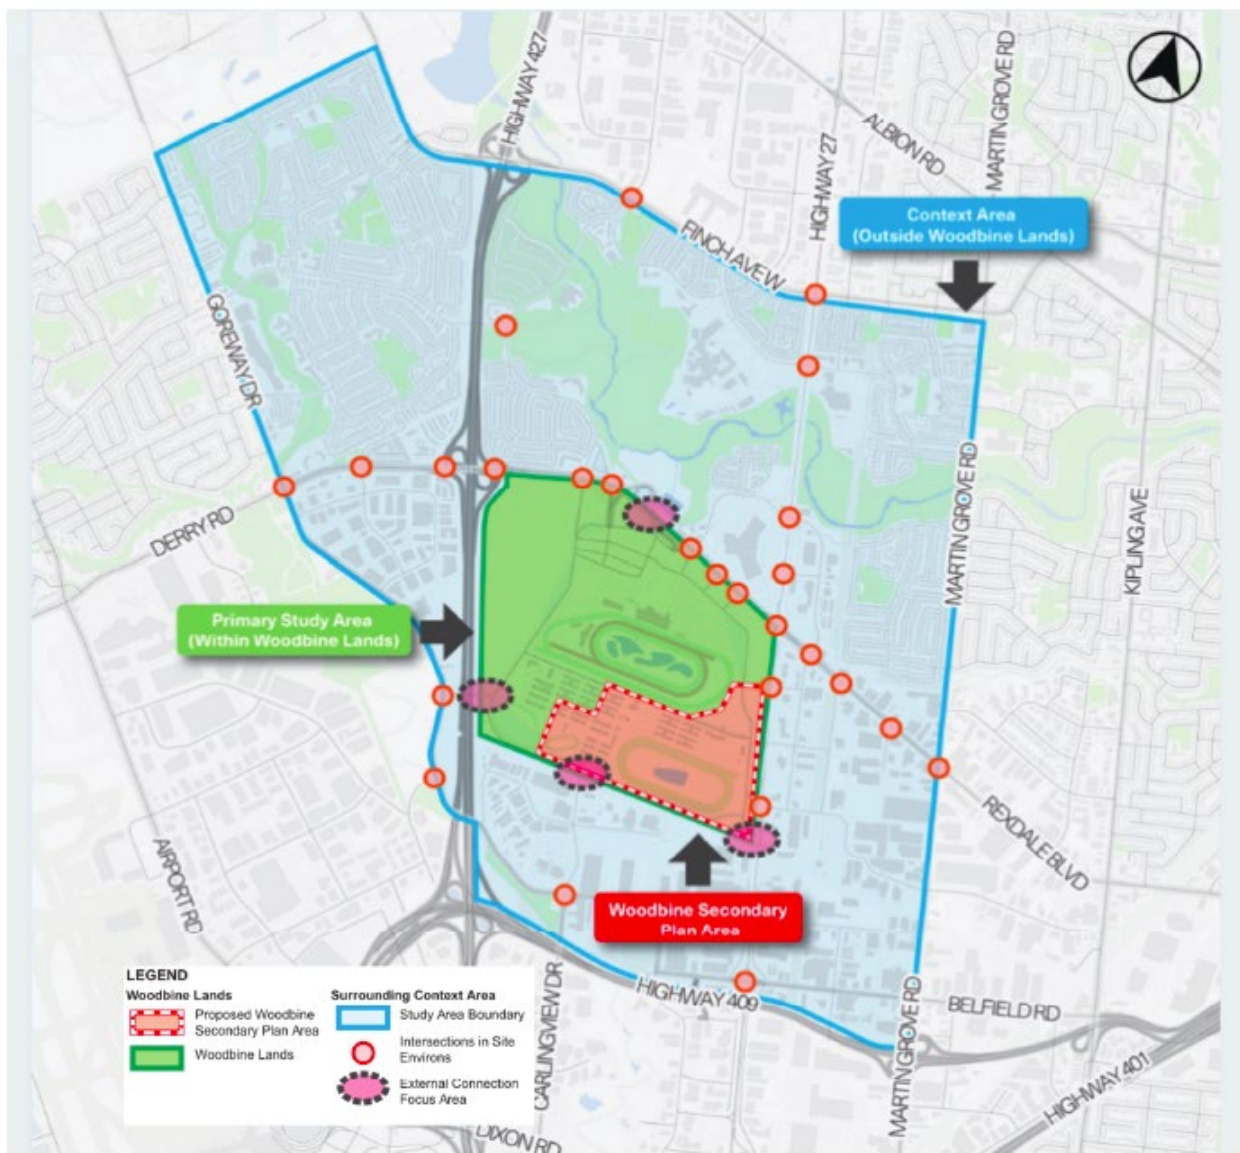 HIGHWAY 427
MARTIN GROVE RD
ALBION RD
HIGHWAY 27
Context Area
(Outside Woodbine Lands)
FINCH AVE W
GOREWAY DR
MARTIN GROVE RD
KIPLING AVE
DERRY RD
Primary Study Area
(Within Woodbine Lands)
REXDALE BLVD
AIRPORT RD
Woodbine Secondary
Plan Area
HIGHWAY 409
BELFIELD RD
CARLINGVIEW DR
MARTIN GROVE RD
HIGHWAY 401
DIXON RD
LEGEND
Woodbine Lands
Proposed Woodbine
Secondary Plan Area
Woodbine Lands
Surrounding Context Area
Study Area Boundary
Intersections in Site
Environs
External Connection
Focus Area